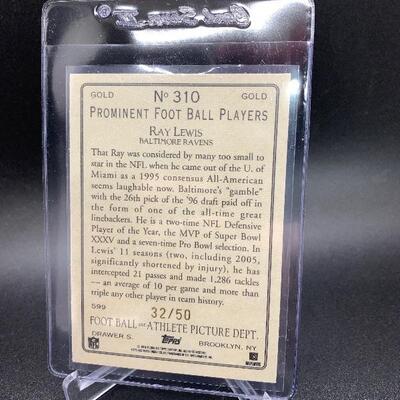 Card Saver I
GOLD Nº 310 GOLD
PROMINENT FOOT BALL PLAYERS
RAY LEWIS
BALTIMORE RAVENS
That Ray was considered by many too small to
star in the NFL when he came out of the U. of
Miami as a 1995 consensus All-American
seems laughable now. Baltimore's "gamble"
with the 26th pick of the '96 draft paid off in
the form of one of the all-time great
linebackers. He is a two-time NFL Defensive
Player of the Year, the MVP of Super Bowl
XXXV and a seven-time Pro Bowl selection. In
Lewis' 11 seasons (two, including 2005,
significantly shortened by injury), he has
intercepted 21 passes and made 1,286 tackles
— an average of 10 per game and more than
triple any other player in team history.
599 32/50
FOOT BALL AND ATHLETE PICTURE DEPT.
DRAWER S. Topps BROOKLYN, NY
NFL